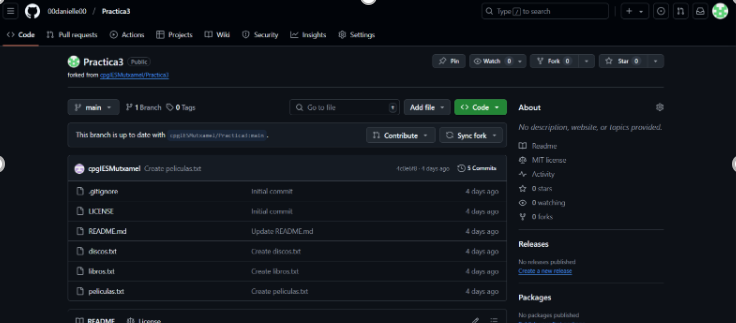 00danielle00 / Practica3
Type / to search
Code Pull requests Actions Projects Wiki Security Insights Settings
Practica3 Public
forked from cpgIESMutxamel/Practica3
Pin Watch 0 Fork 0 Star 0
main 1 Branch 0 Tags
Go to file
Add file Code
This branch is up to date with cpgIESMutxamel/Practica3:main .
Contribute Sync fork
cpgIESMutxamel Create peliculas.txt
4 days ago 5 Commits
.gitignore Initial commit 4 days ago
LICENSE Initial commit 4 days ago
README.md Update README.md 4 days ago
discos.txt Create discos.txt 4 days ago
libros.txt Create libros.txt 4 days ago
peliculas.txt Create peliculas.txt 4 days ago
README License
About
No description, website, or topics provided.
Readme
MIT license
Activity
0 stars
0 watching
0 forks
Releases
No releases published
Create a new release
Packages
No packages published